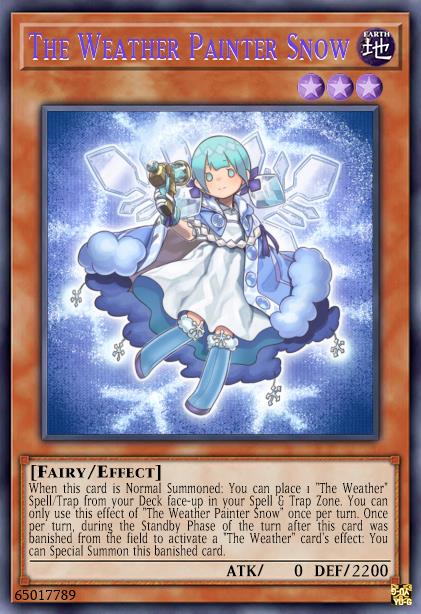 The Weather Painter Snow
EARTH
地
[Fairy/Effect]
When this card is Normal Summoned: You can place 1 "The Weather"
Spell/Trap from your Deck face-up in your Spell & Trap Zone. You can
only use this effect of "The Weather Painter Snow" once per turn. Once
per turn, during the Standby Phase of the turn after this card was
banished from the field to activate a "The Weather" card's effect: You
can Special Summon this banished card.
ATK/ 0 DEF/2200
65017789